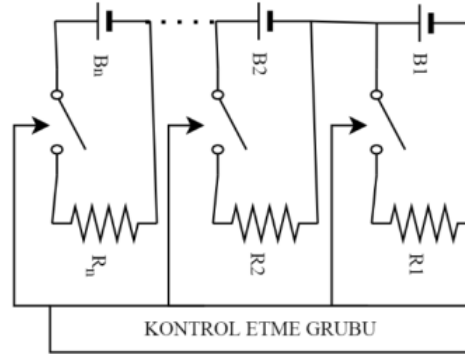 Bn
B2
B1
Rn
R2
R1
KONTROL ETME GRUBU